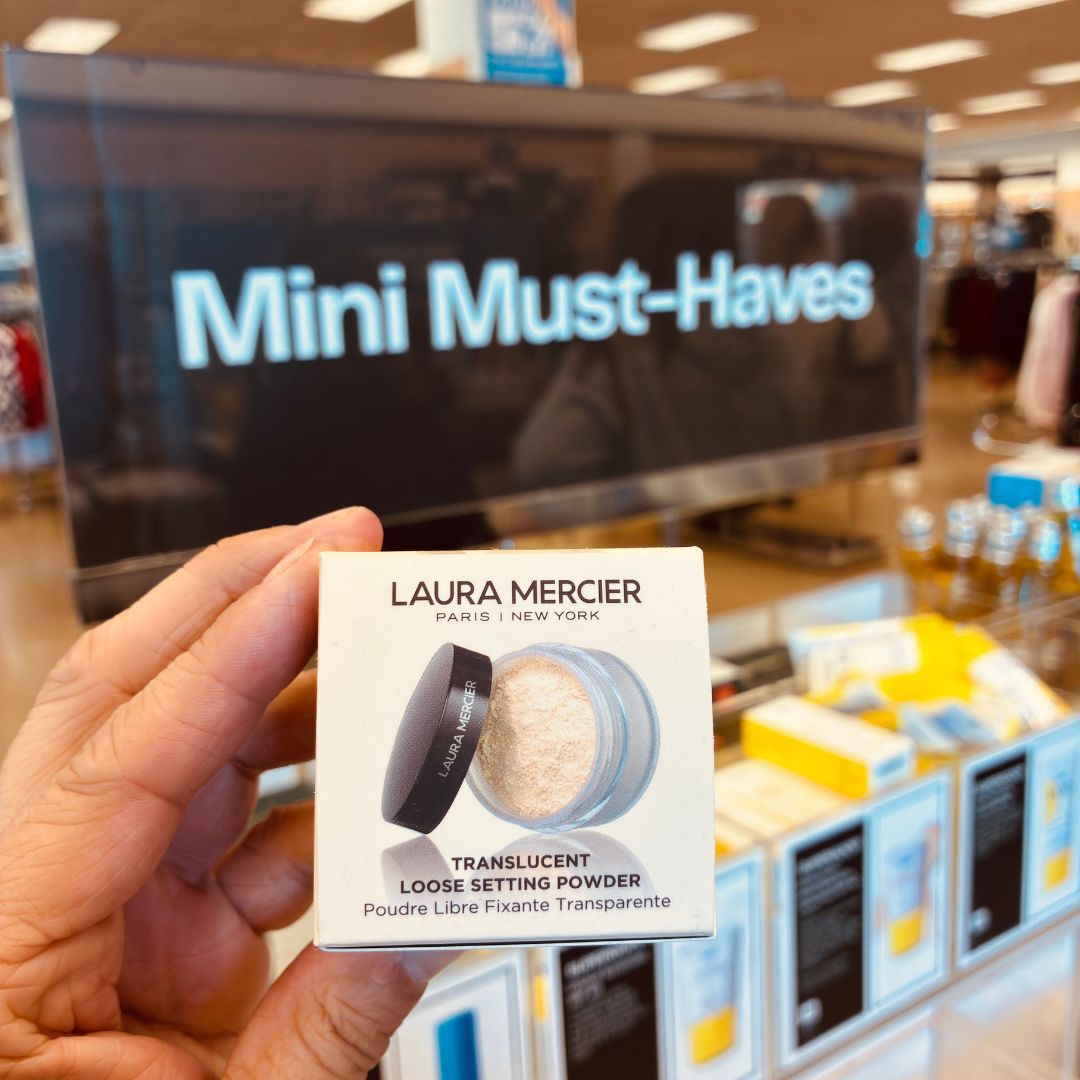 Mini Must-Haves
LAURA MERCIER
PARIS | NEW YORK
LAURA MERCIER
TRANSLUCENT
LOOSE SETTING POWDER
Poudre Libre Fixante Transparente